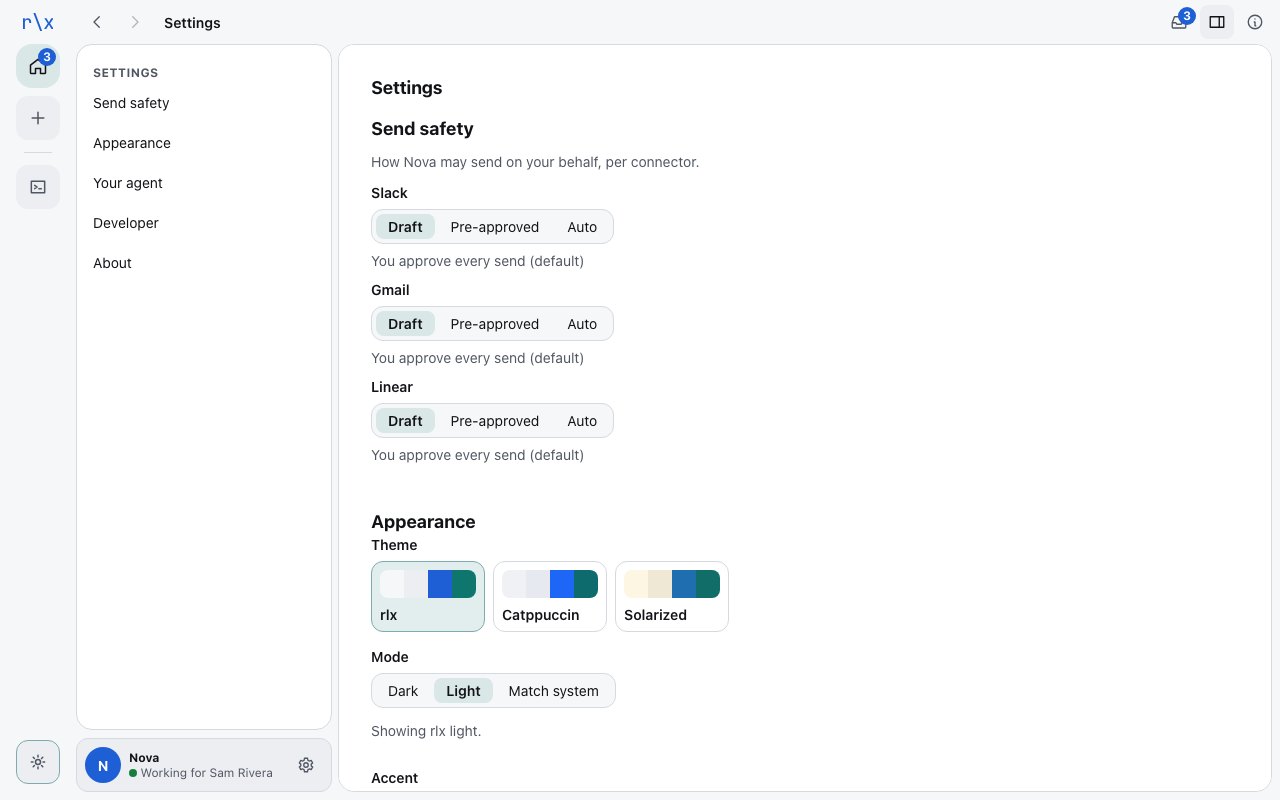 r\x
Settings
3
3
SETTINGS
Send safety
Appearance
Your agent
Developer
About
N
Nova
Working for Sam Rivera
Settings
Send safety
How Nova may send on your behalf, per connector.
Slack
Draft Pre-approved Auto
You approve every send (default)
Gmail
Draft Pre-approved Auto
You approve every send (default)
Linear
Draft Pre-approved Auto
You approve every send (default)
Appearance
Theme
rlx Catppuccin Solarized
Mode
Dark Light Match system
Showing rlx light.
Accent